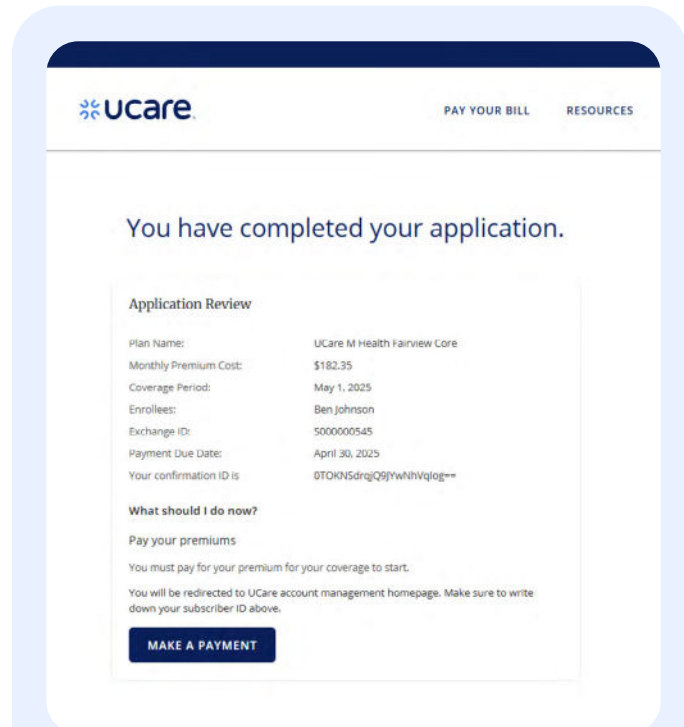 ucare
PAY YOUR BILL RESOURCES
You have completed your application.
Application Review
Plan Name: UCare M Health Fairview Core
Monthly Premium Cost: $182.35
Coverage Period: May 1, 2025
Enrollees: Ben Johnson
Exchange ID: S000000545
Payment Due Date: April 30, 2025
Your confirmation ID is
What should I do now?
Pay your premiums
You must pay for your premium for your coverage to start.
You will be redirected to UCare account management homepage. Make sure to write
down your subscriber ID above.
MAKE A PAYMENT